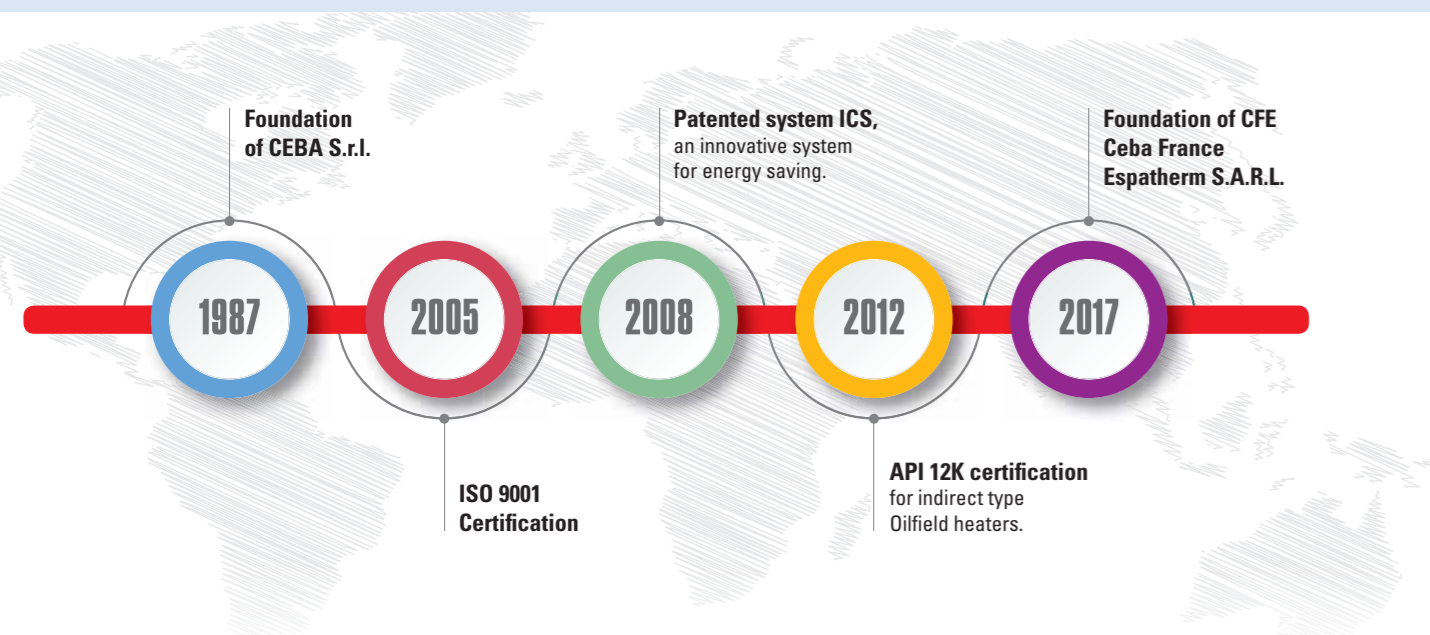 Foundation
of CEBA S.r.l.
Patented system ICS,
an innovative system
for energy saving.
Foundation of CFE
Ceba France
Espatherm S.A.R.L.
1987
2005
2008
2012
2017
ISO 9001
Certification
API 12K certification
for indirect type
Oilfield heaters.